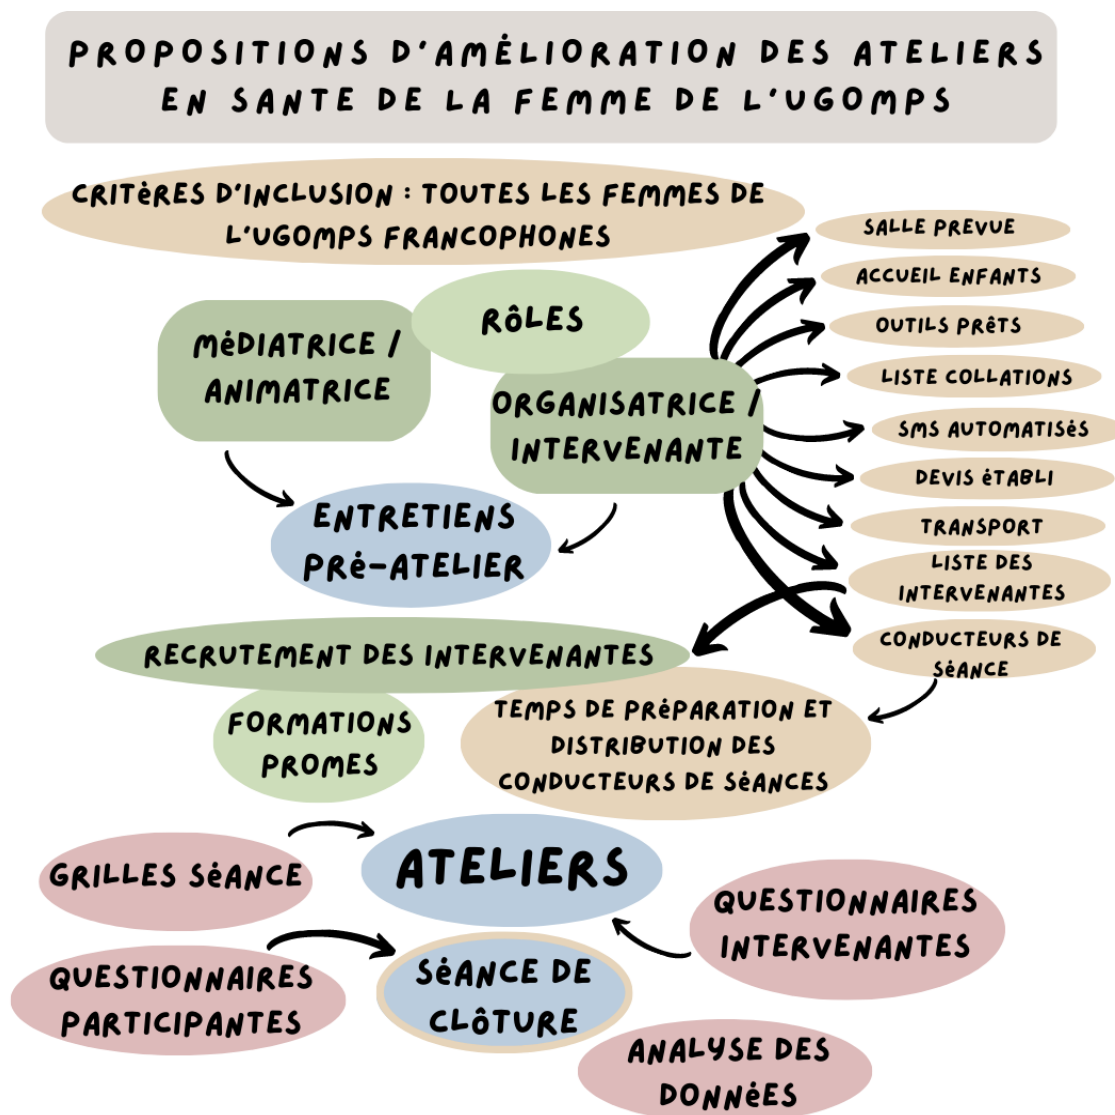 PROPOSITIONS D'AMÉLIORATION DES ATELIERS
EN SANTE DE LA FEMME DE L'UGOMPS
CRITÈRES D'INCLUSION : TOUTES LES FEMMES DE
L'UGOMPS FRANCOPHONES
RÔLES
MÉDIATRICE /
ANIMATRICE
ORGANISATRICE /
INTERVENANTE
SALLE PREVUE
ACCUEIL ENFANTS
OUTILS PRÊTS
LISTE COLLATIONS
SMS AUTOMATISÉS
DEVIS ÉTABLI
TRANSPORT
LISTE DES
INTERVENANTES
CONDUCTEURS DE
SÉANCE
ENTRETIENS
PRÉ-ATELIER
RECRUTEMENT DES INTERVENANTES
FORMATIONS
PROMES
TEMPS DE PRÉPARATION ET
DISTRIBUTION DES
CONDUCTEURS DE SÉANCES
GRILLES SÉANCE
ATELIERS
QUESTIONNAIRES
INTERVENANTES
QUESTIONNAIRES
PARTICIPANTES
SÉANCE DE
CLÔTURE
ANALYSE DES
DONNÉES